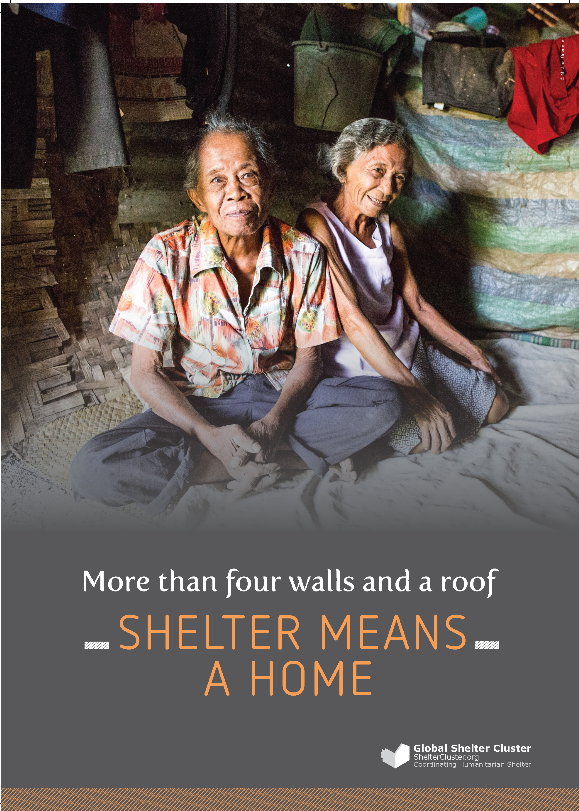 More than four walls and a roof
SHELTER MEANS
A HOME
Global Shelter Cluster
ShelterCluster.org
Coordinating Humanitarian Shelter